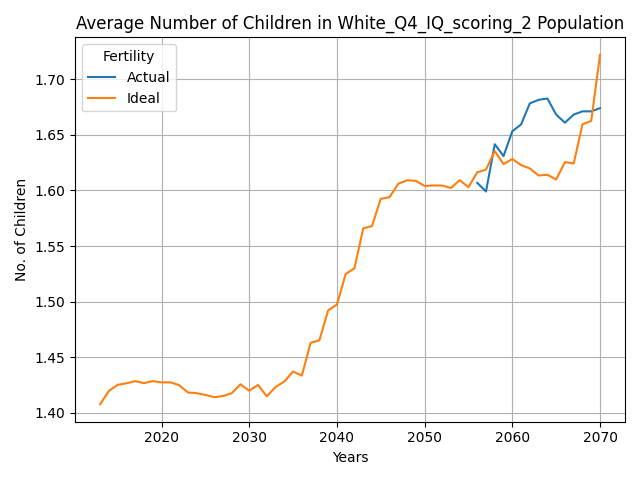 Average Number of Children in White_Q4_IQ_scoring_2 Population
Fertility
Actual
Ideal
No. of Children
1.70
1.65
1.60
1.55
1.50
1.45
1.40
2020 2030 2040 2050 2060 2070
Years